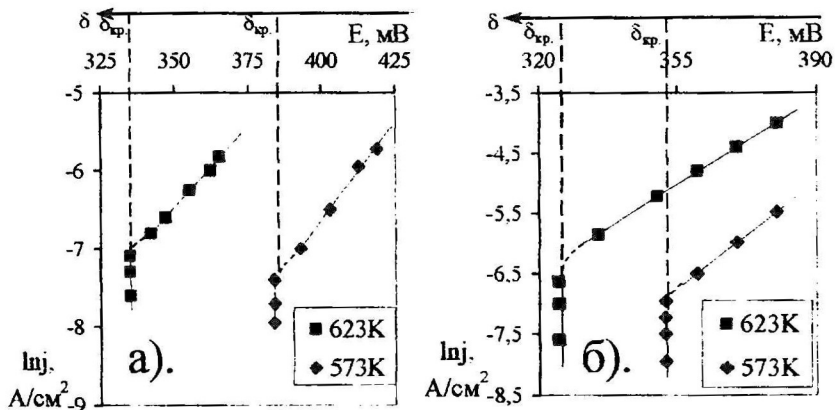 δ δкр. δкр. E, мВ
325 350 375 400 425
-5
-6
-7
-8
-9
lnj,
А/см²
а).
623K
573K
δ δкр. δкр. E, мВ
320 355 390
-3,5
-4,5
-5,5
-6,5
-7,5
-8,5
lnj,
А/см²
б).
623K
573K